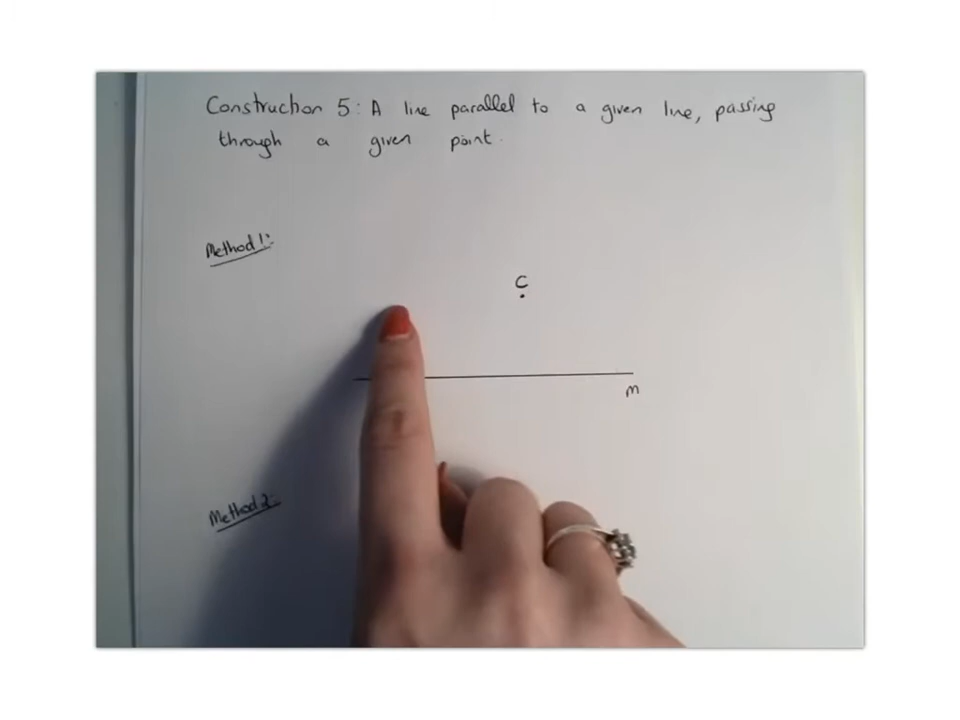 Construction 5: A line parallel to a given line, passing
through a given point.
Method 1:
C
m
Method 2: